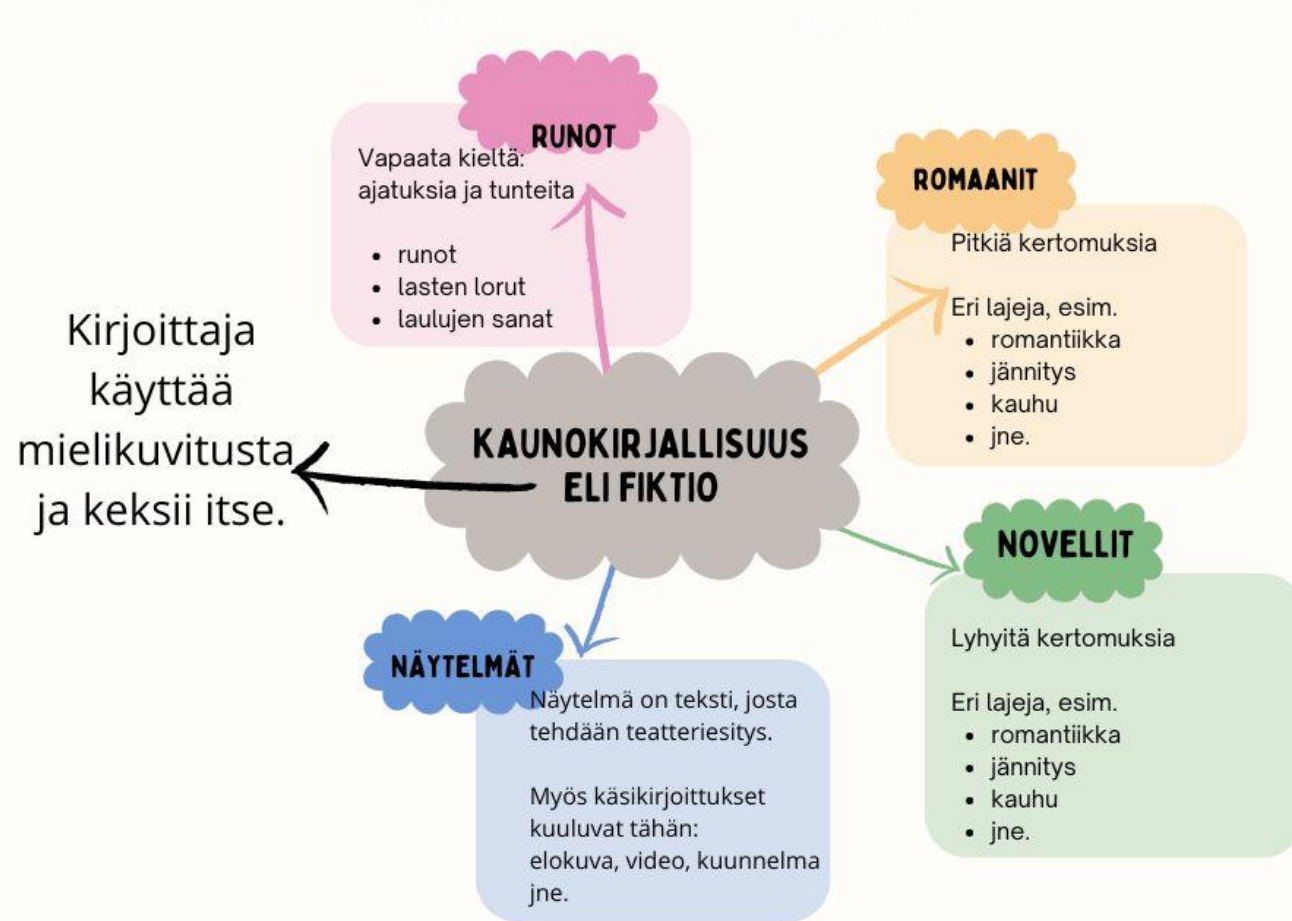 RUNOT
Vapaata kieltä:
ajatuksia ja tunteita
• runot
• lasten lorut
• laulujen sanat
ROMAANIT
Pitkiä kertomuksia
Eri lajeja, esim.
• romantiikka
• jännitys
• kauhu
• jne.
Kirjoittaja
käyttää
mielikuvitusta
ja keksii itse.
KAUNOKIRJALLISUUS
ELI FIKTIO
NOVELLIT
Lyhyitä kertomuksia
Eri lajeja, esim.
• romantiikka
• jännitys
• kauhu
• jne.
NÄYTELMÄT
Näytelmä on teksti, josta
tehdään teatteriesitys.
Myös käsikirjoittukset
kuuluvat tähän:
elokuva, video, kuunnelma
jne.